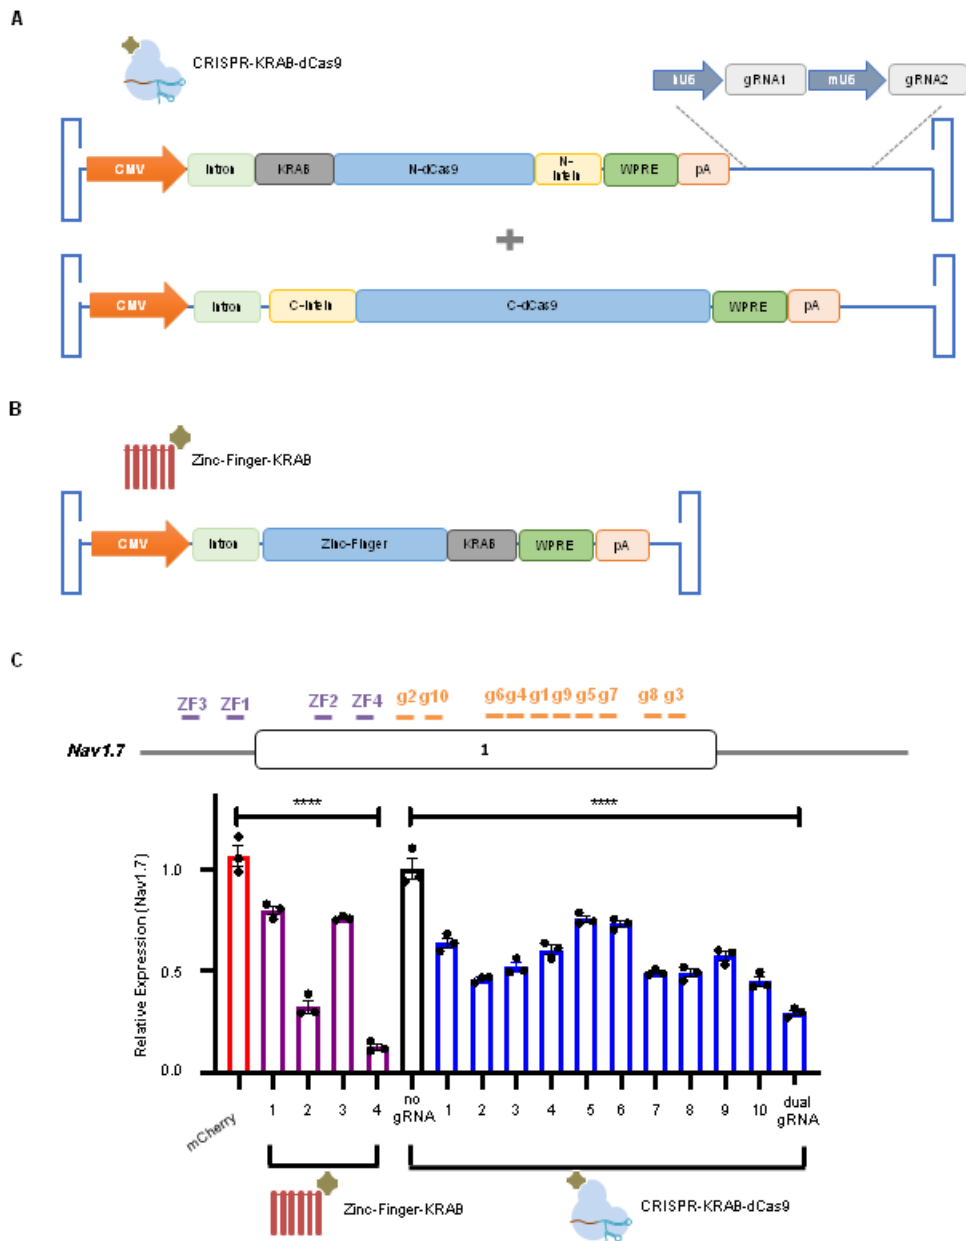 A
CRISPR-KRAB-dCas9
hU6 gRNA1 mU6 gRNA2
CMV Intron KRAB N-dCas9 N-Intein WPRE pA
+
CMV Intron C-Intein C-dCas9 WPRE pA
B
Zinc-Finger-KRAB
CMV Intron Zinc-Finger KRAB WPRE pA
C
ZF3 ZF1 ZF2 ZF4 g2 g10 g6 g4 g1 g9 g5 g7 g8 g3
Nav1.7 1
**** ****
Relative Expression (Nav1.7)
1.0
0.5
0.0
mCherry 1 2 3 4 no gRNA 1 2 3 4 5 6 7 8 9 10 dual gRNA
Zinc-Finger-KRAB CRISPR-KRAB-dCas9